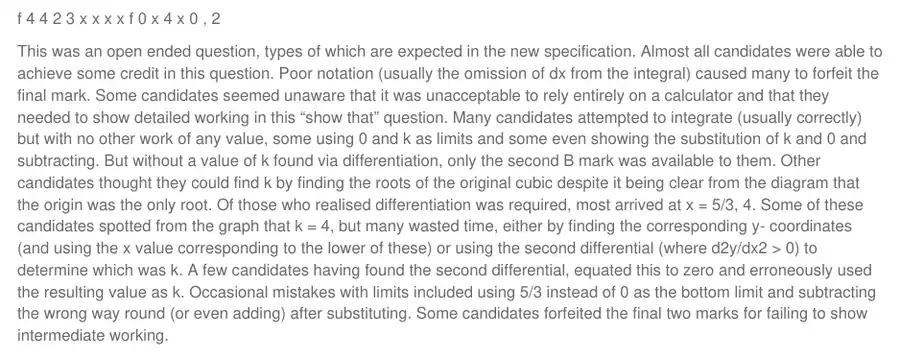 f 4 4 2 3 x x x x f 0 x 4 x 0 , 2
This was an open ended question, types of which are expected in the new specification. Almost all candidates were able to
achieve some credit in this question. Poor notation (usually the omission of dx from the integral) caused many to forfeit the
final mark. Some candidates seemed unaware that it was unacceptable to rely entirely on a calculator and that they
needed to show detailed working in this “show that” question. Many candidates attempted to integrate (usually correctly)
but with no other work of any value, some using 0 and k as limits and some even showing the substitution of k and 0 and
subtracting. But without a value of k found via differentiation, only the second B mark was available to them. Other
candidates thought they could find k by finding the roots of the original cubic despite it being clear from the diagram that
the origin was the only root. Of those who realised differentiation was required, most arrived at x = 5/3, 4. Some of these
candidates spotted from the graph that k = 4, but many wasted time, either by finding the corresponding y- coordinates
(and using the x value corresponding to the lower of these) or using the second differential (where d2y/dx2 > 0) to
determine which was k. A few candidates having found the second differential, equated this to zero and erroneously used
the resulting value as k. Occasional mistakes with limits included using 5/3 instead of 0 as the bottom limit and subtracting
the wrong way round (or even adding) after substituting. Some candidates forfeited the final two marks for failing to show
intermediate working.